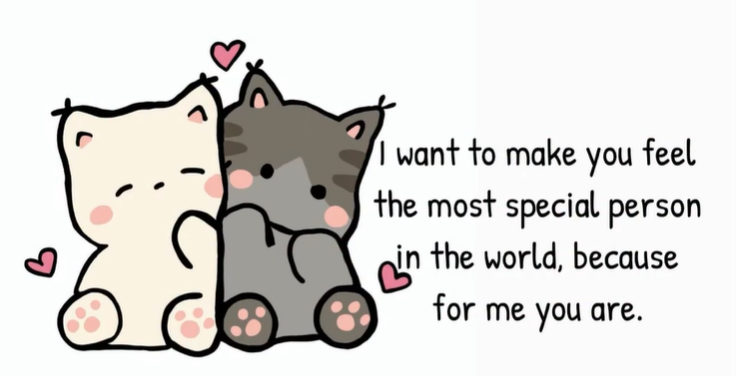 I want to make you feel
the most special person
in the world, because
for me you are.